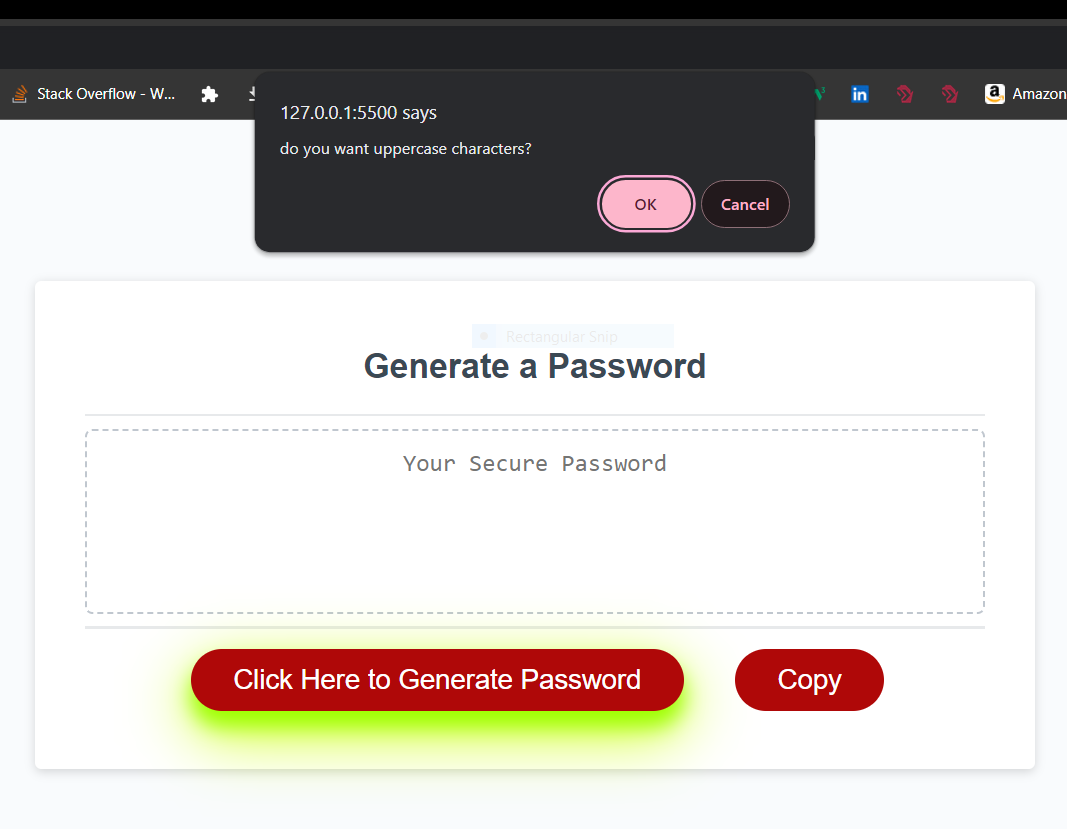 Stack Overflow - W...
Amazon
127.0.0.1:5500 says
do you want uppercase characters?
OK
Cancel
Rectangular Snip
Generate a Password
Your Secure Password
Click Here to Generate Password
Copy